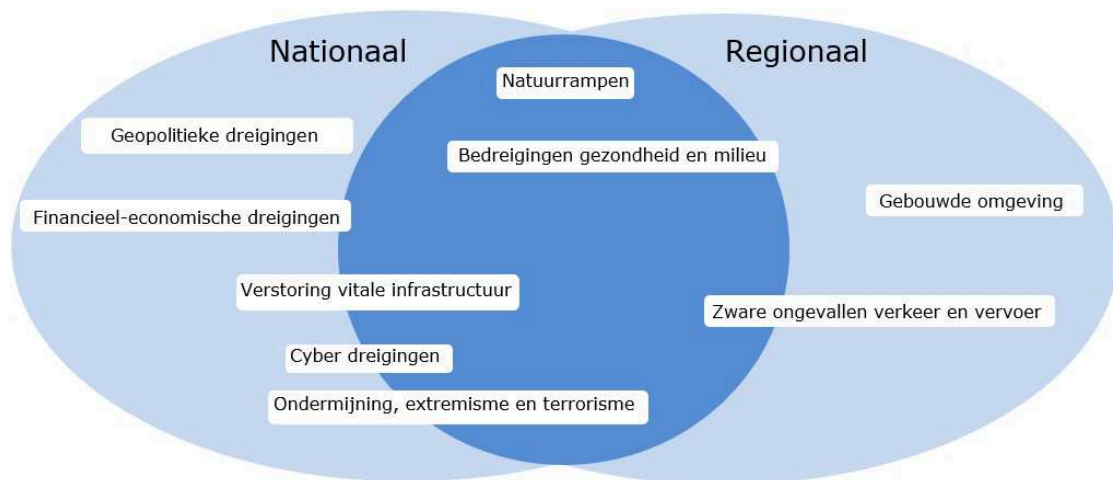 Nationaal
Regionaal
Natuurrampen
Geopolitieke dreigingen
Bedreigingen gezondheid en milieu
Gebouwde omgeving
Financieel-economische dreigingen
Verstoring vitale infrastructuur
Zware ongevallen verkeer en vervoer
Cyber dreigingen
Ondermijning, extremisme en terrorisme